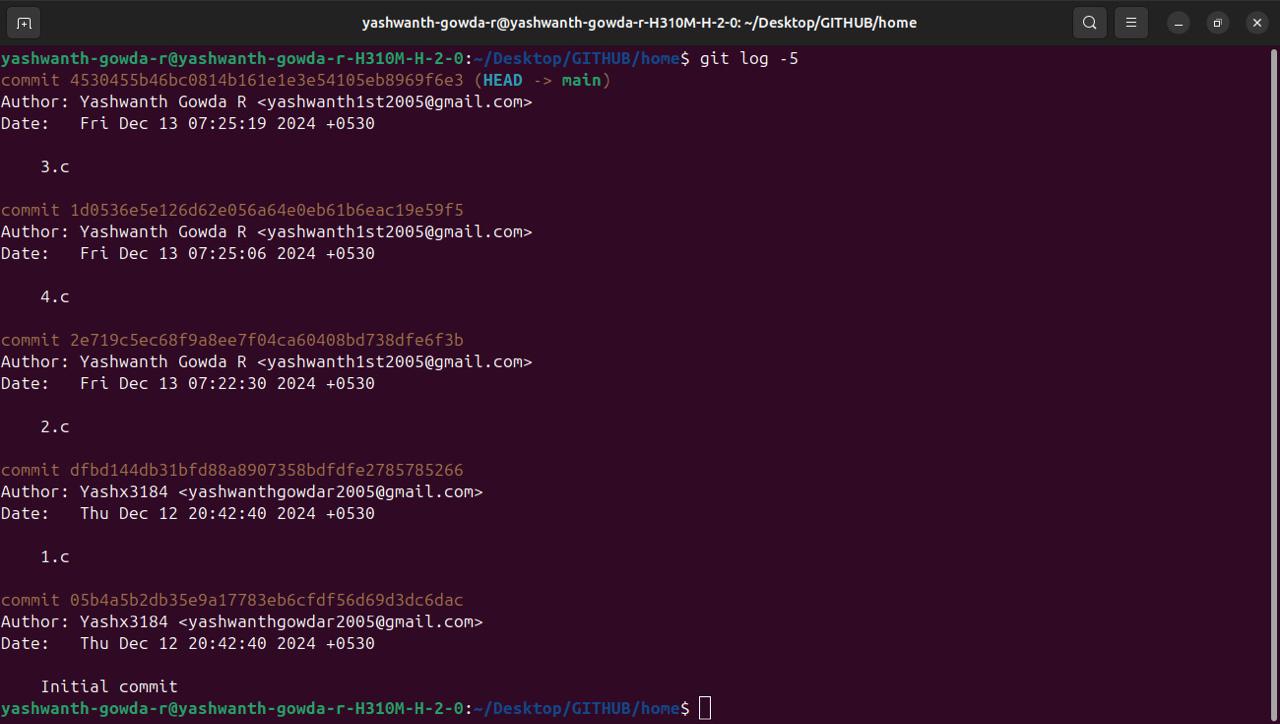 yashwanth-gowda-r@yashwanth-gowda-r-H310M-H-2-0: ~/Desktop/GITHUB/home
yashwanth-gowda-r@yashwanth-gowda-r-H310M-H-2-0:~/Desktop/GITHUB/home$ git log -5
commit 4530455b46bc0814b161e1e3e54105eb8969f6e3 (HEAD -> main)
Author: Yashwanth Gowda R <yashwanth1st2005@gmail.com>
Date:   Fri Dec 13 07:25:19 2024 +0530
    3.c
commit 1d0536e5e126d62e056a64e0eb61b6eac19e59f5
Author: Yashwanth Gowda R <yashwanth1st2005@gmail.com>
Date:   Fri Dec 13 07:25:06 2024 +0530
    4.c
commit 2e719c5ec68f9a8ee7f04ca60408bd738dfe6f3b
Author: Yashwanth Gowda R <yashwanth1st2005@gmail.com>
Date:   Fri Dec 13 07:22:30 2024 +0530
    2.c
commit dfbd144db31bfd88a8907358bdfdfe2785785266
Author: Yashx3184 <yashwanthgowdar2005@gmail.com>
Date:   Thu Dec 12 20:42:40 2024 +0530
    1.c
commit 05b4a5b2db35e9a17783eb6cfdf56d69d3dc6dac
Author: Yashx3184 <yashwanthgowdar2005@gmail.com>
Date:   Thu Dec 12 20:42:40 2024 +0530
    Initial commit
yashwanth-gowda-r@yashwanth-gowda-r-H310M-H-2-0:~/Desktop/GITHUB/home$